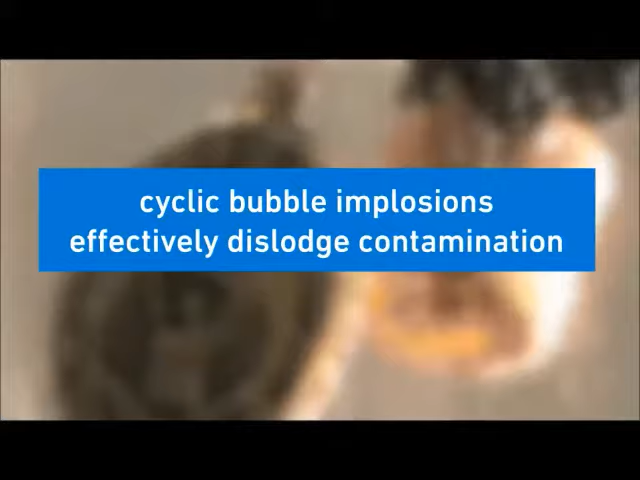 cyclic bubble implosions
effectively dislodge contamination